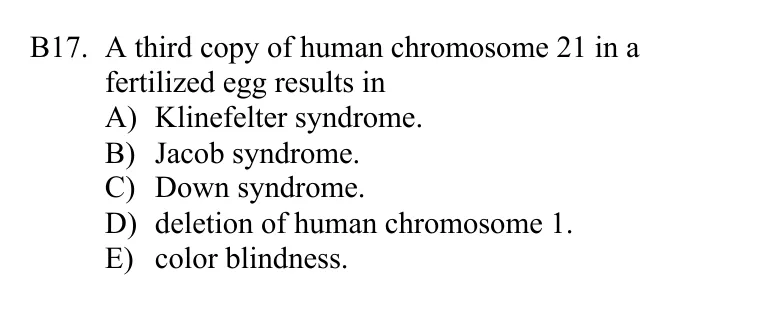 B17. A third copy of human chromosome 21 in a
fertilized egg results in
A) Klinefelter syndrome.
B) Jacob syndrome.
C) Down syndrome.
D) deletion of human chromosome 1.
E) color blindness.